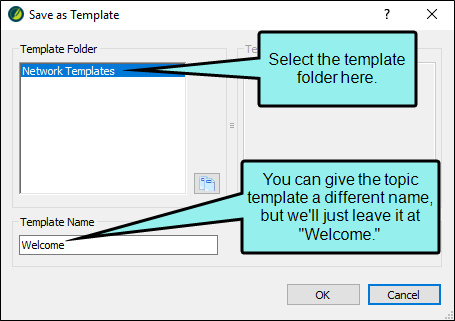 Save as Template
Template Folder
Te
Network Templates
Select the template
folder here.
You can give the topic
template a different name,
but we'll just leave it at
"Welcome."
Template Name
Welcome
OK
Cancel